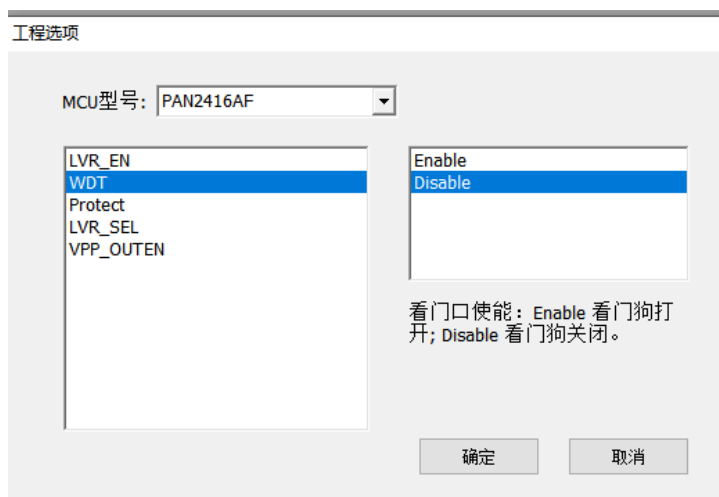 工程选项
MCU型号: PAN2416AF
LVR_EN
WDT
Protect
LVR_SEL
VPP_OUTEN
Enable
Disable
看门口使能：Enable 看门狗打
开; Disable 看门狗关闭。
确定
取消